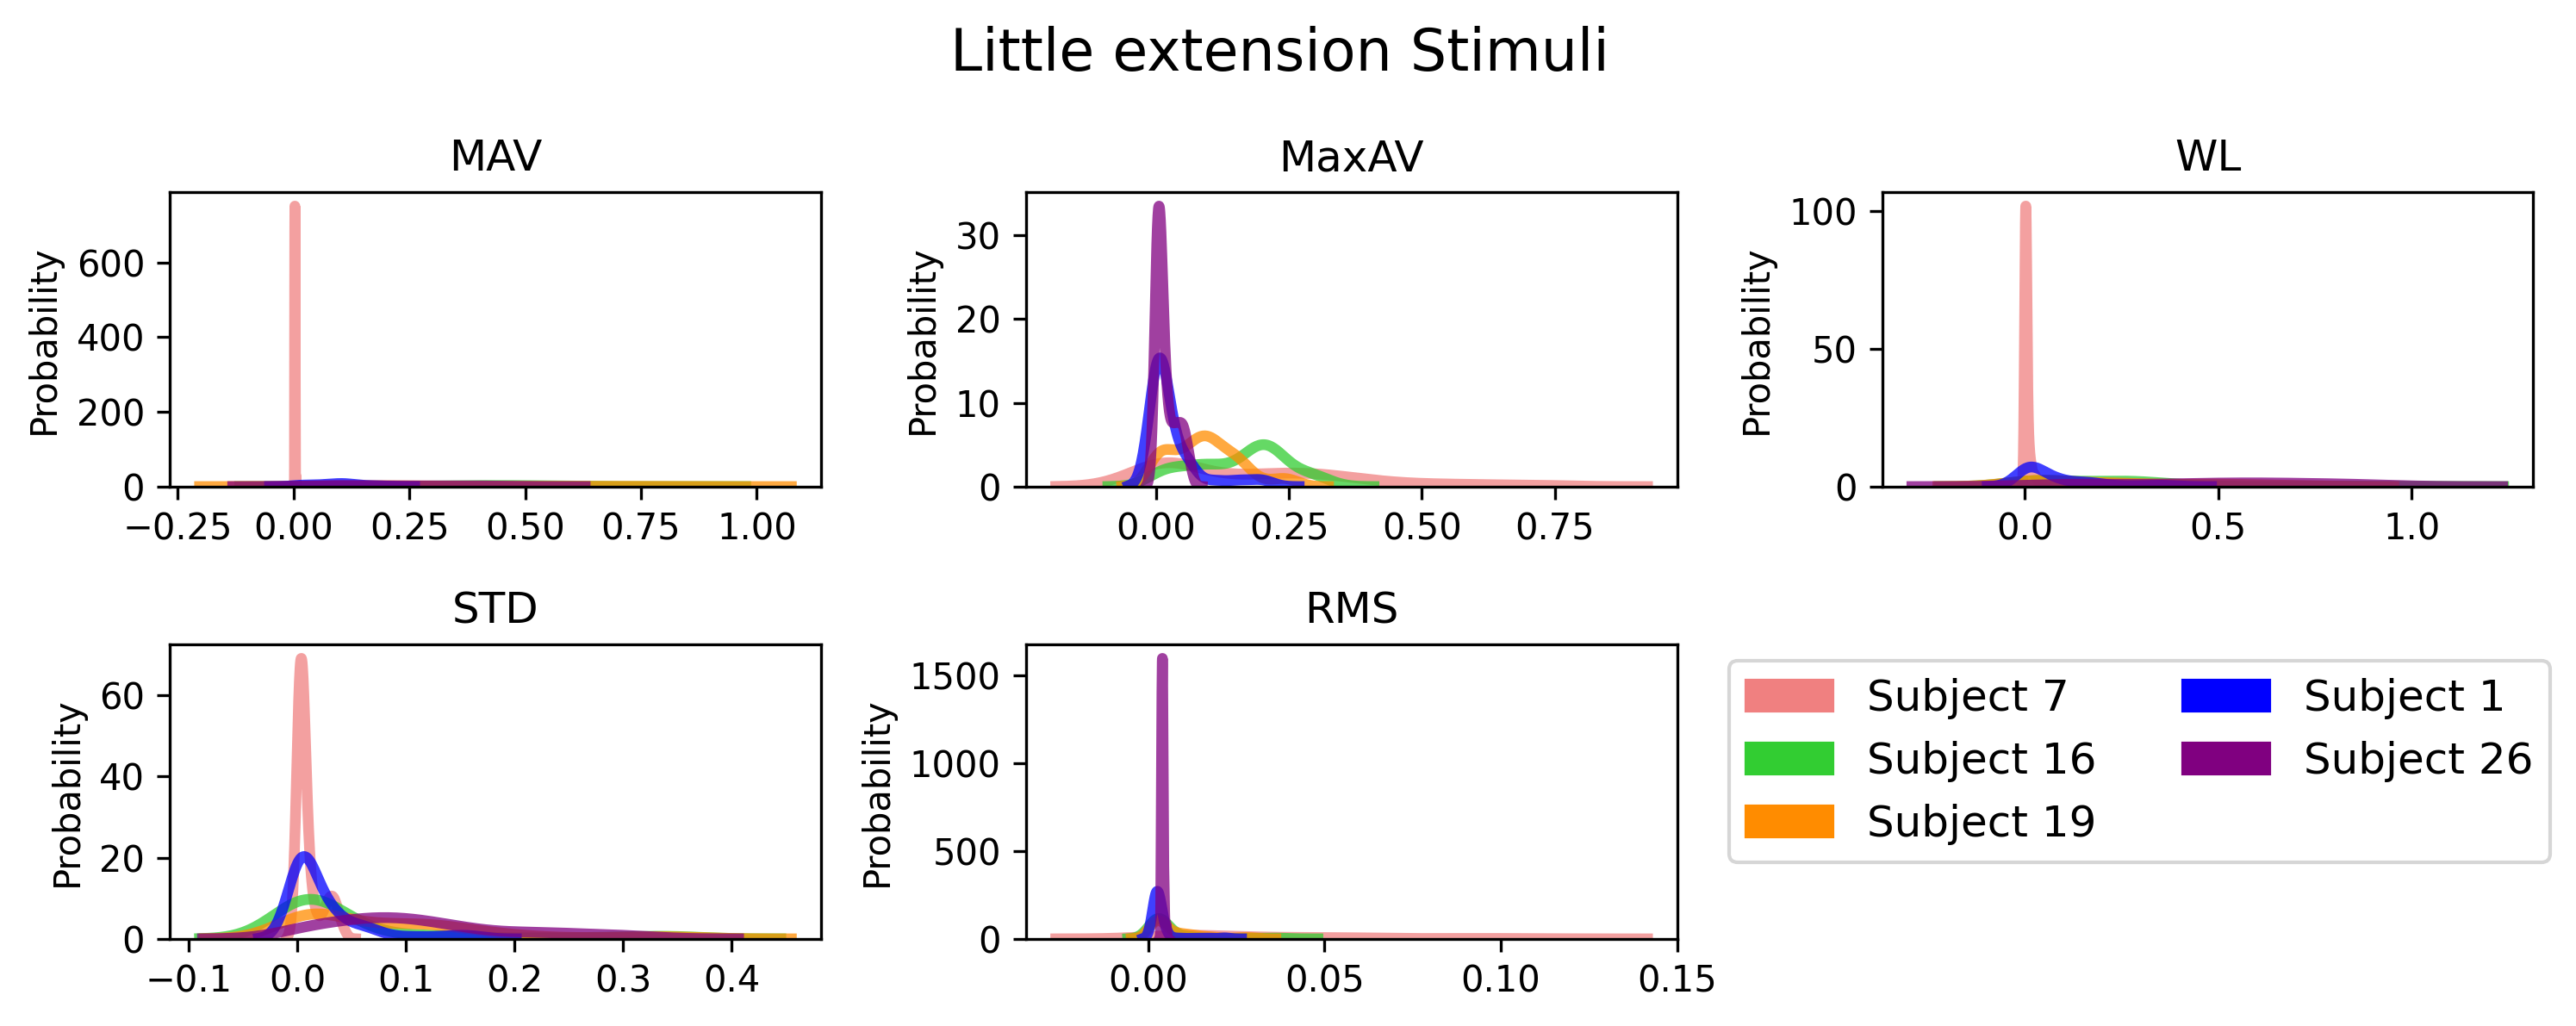 Little extension Stimuli
MAV
Probability
600
400
200
0
−0.25 0.00 0.25 0.50 0.75 1.00
MaxAV
Probability
30
20
10
0
0.00 0.25 0.50 0.75
WL
Probability
100
50
0
0.0 0.5 1.0
STD
Probability
60
40
20
0
−0.1 0.0 0.1 0.2 0.3 0.4
RMS
Probability
1500
1000
500
0
0.00 0.05 0.10 0.15
Subject 7
Subject 16
Subject 19
Subject 1
Subject 26